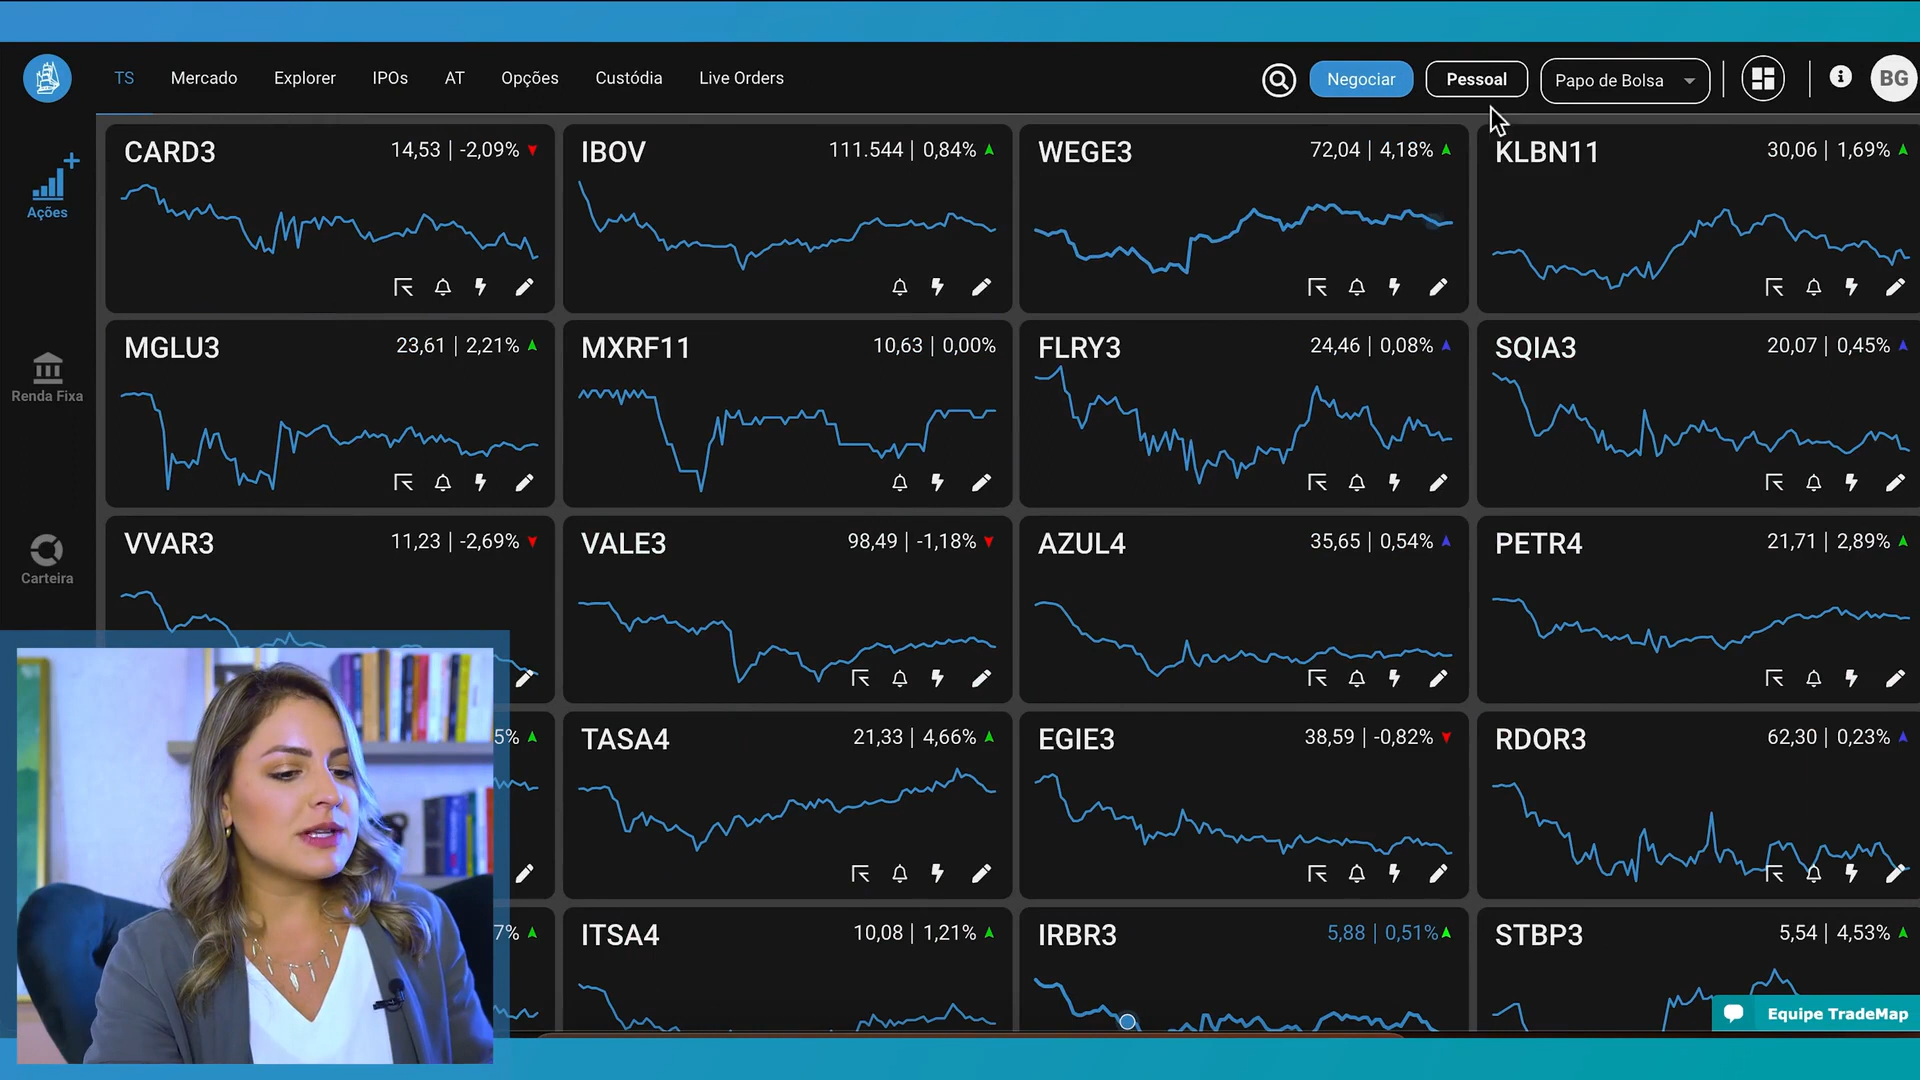 TS Mercado Explorer IPOs AT Opções Custódia Live Orders Negociar Pessoal Papo de Bolsa BG
Ações
Renda Fixa
Carteira
CARD3 14,53 | -2,09%
IBOV 111.544 | 0,84%
WEGE3 72,04 | 4,18%
KLBN11 30,06 | 1,69%
MGLU3 23,61 | 2,21%
MXRF11 10,63 | 0,00%
FLRY3 24,46 | 0,08%
SQIA3 20,07 | 0,45%
VVAR3 11,23 | -2,69%
VALE3 98,49 | -1,18%
AZUL4 35,65 | 0,54%
PETR4 21,71 | 2,89%
5%
TASA4 21,33 | 4,66%
EGIE3 38,59 | -0,82%
RDOR3 62,30 | 0,23%
7%
ITSA4 10,08 | 1,21%
IRBR3 5,88 | 0,51%
STBP3 5,54 | 4,53%
Equipe TradeMap